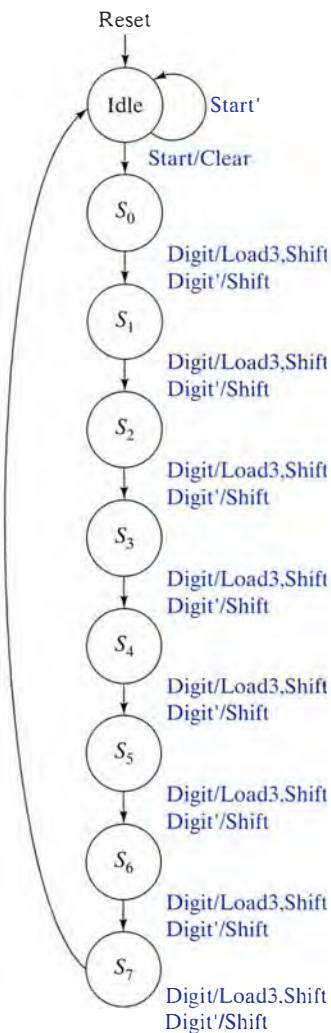 Reset
Idle
Start'
Start/Clear
S0
Digit/Load3,Shift
Digit'/Shift
S1
Digit/Load3,Shift
Digit'/Shift
S2
Digit/Load3,Shift
Digit'/Shift
S3
Digit/Load3,Shift
Digit'/Shift
S4
Digit/Load3,Shift
Digit'/Shift
S5
Digit/Load3,Shift
Digit'/Shift
S6
Digit/Load3,Shift
Digit'/Shift
S7
Digit/Load3,Shift
Digit'/Shift